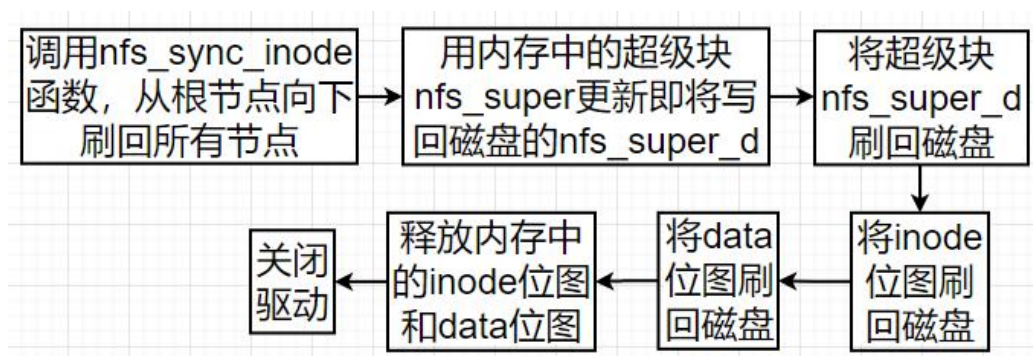 调用nfs_sync_inode
函数，从根节点向下
刷回所有节点
用内存中的超级块
nfs_super更新即将写
回磁盘的nfs_super_d
将超级块
nfs_super_d
刷回磁盘
将inode
位图刷
回磁盘
将data
位图刷
回磁盘
释放内存中
的inode位图
和data位图
关闭
驱动